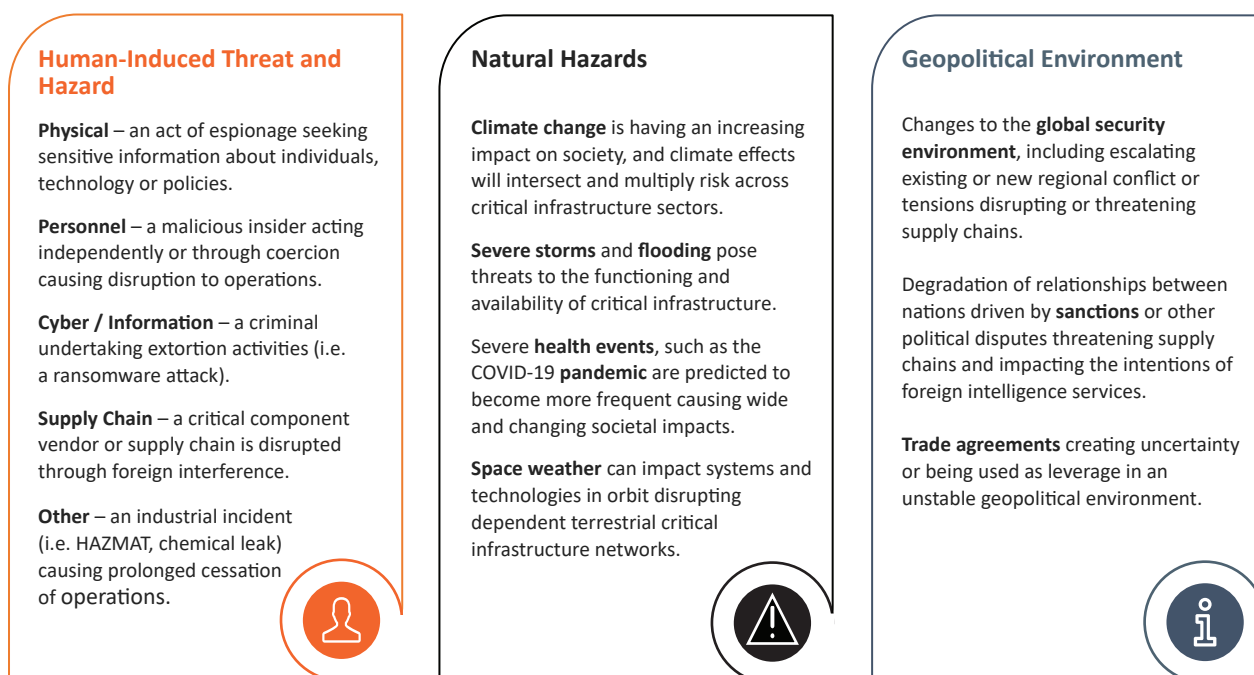 Human-Induced Threat and
Hazard
Physical – an act of espionage seeking
sensitive information about individuals,
technology or policies.
Personnel – a malicious insider acting
independently or through coercion
causing disruption to operations.
Cyber / Information – a criminal
undertaking extortion activities (i.e.
a ransomware attack).
Supply Chain – a critical component
vendor or supply chain is disrupted
through foreign interference.
Other – an industrial incident
(i.e. HAZMAT, chemical leak)
causing prolonged cessation
of operations.
Natural Hazards
Climate change is having an increasing
impact on society, and climate effects
will intersect and multiply risk across
critical infrastructure sectors.
Severe storms and flooding pose
threats to the functioning and
availability of critical infrastructure.
Severe health events, such as the
COVID-19 pandemic are predicted to
become more frequent causing wide
and changing societal impacts.
Space weather can impact systems and
technologies in orbit disrupting
dependent terrestrial critical
infrastructure networks.
Geopolitical Environment
Changes to the global security
environment, including escalating
existing or new regional conflict or
tensions disrupting or threatening
supply chains.
Degradation of relationships between
nations driven by sanctions or other
political disputes threatening supply
chains and impacting the intentions of
foreign intelligence services.
Trade agreements creating uncertainty
or being used as leverage in an
unstable geopolitical environment.